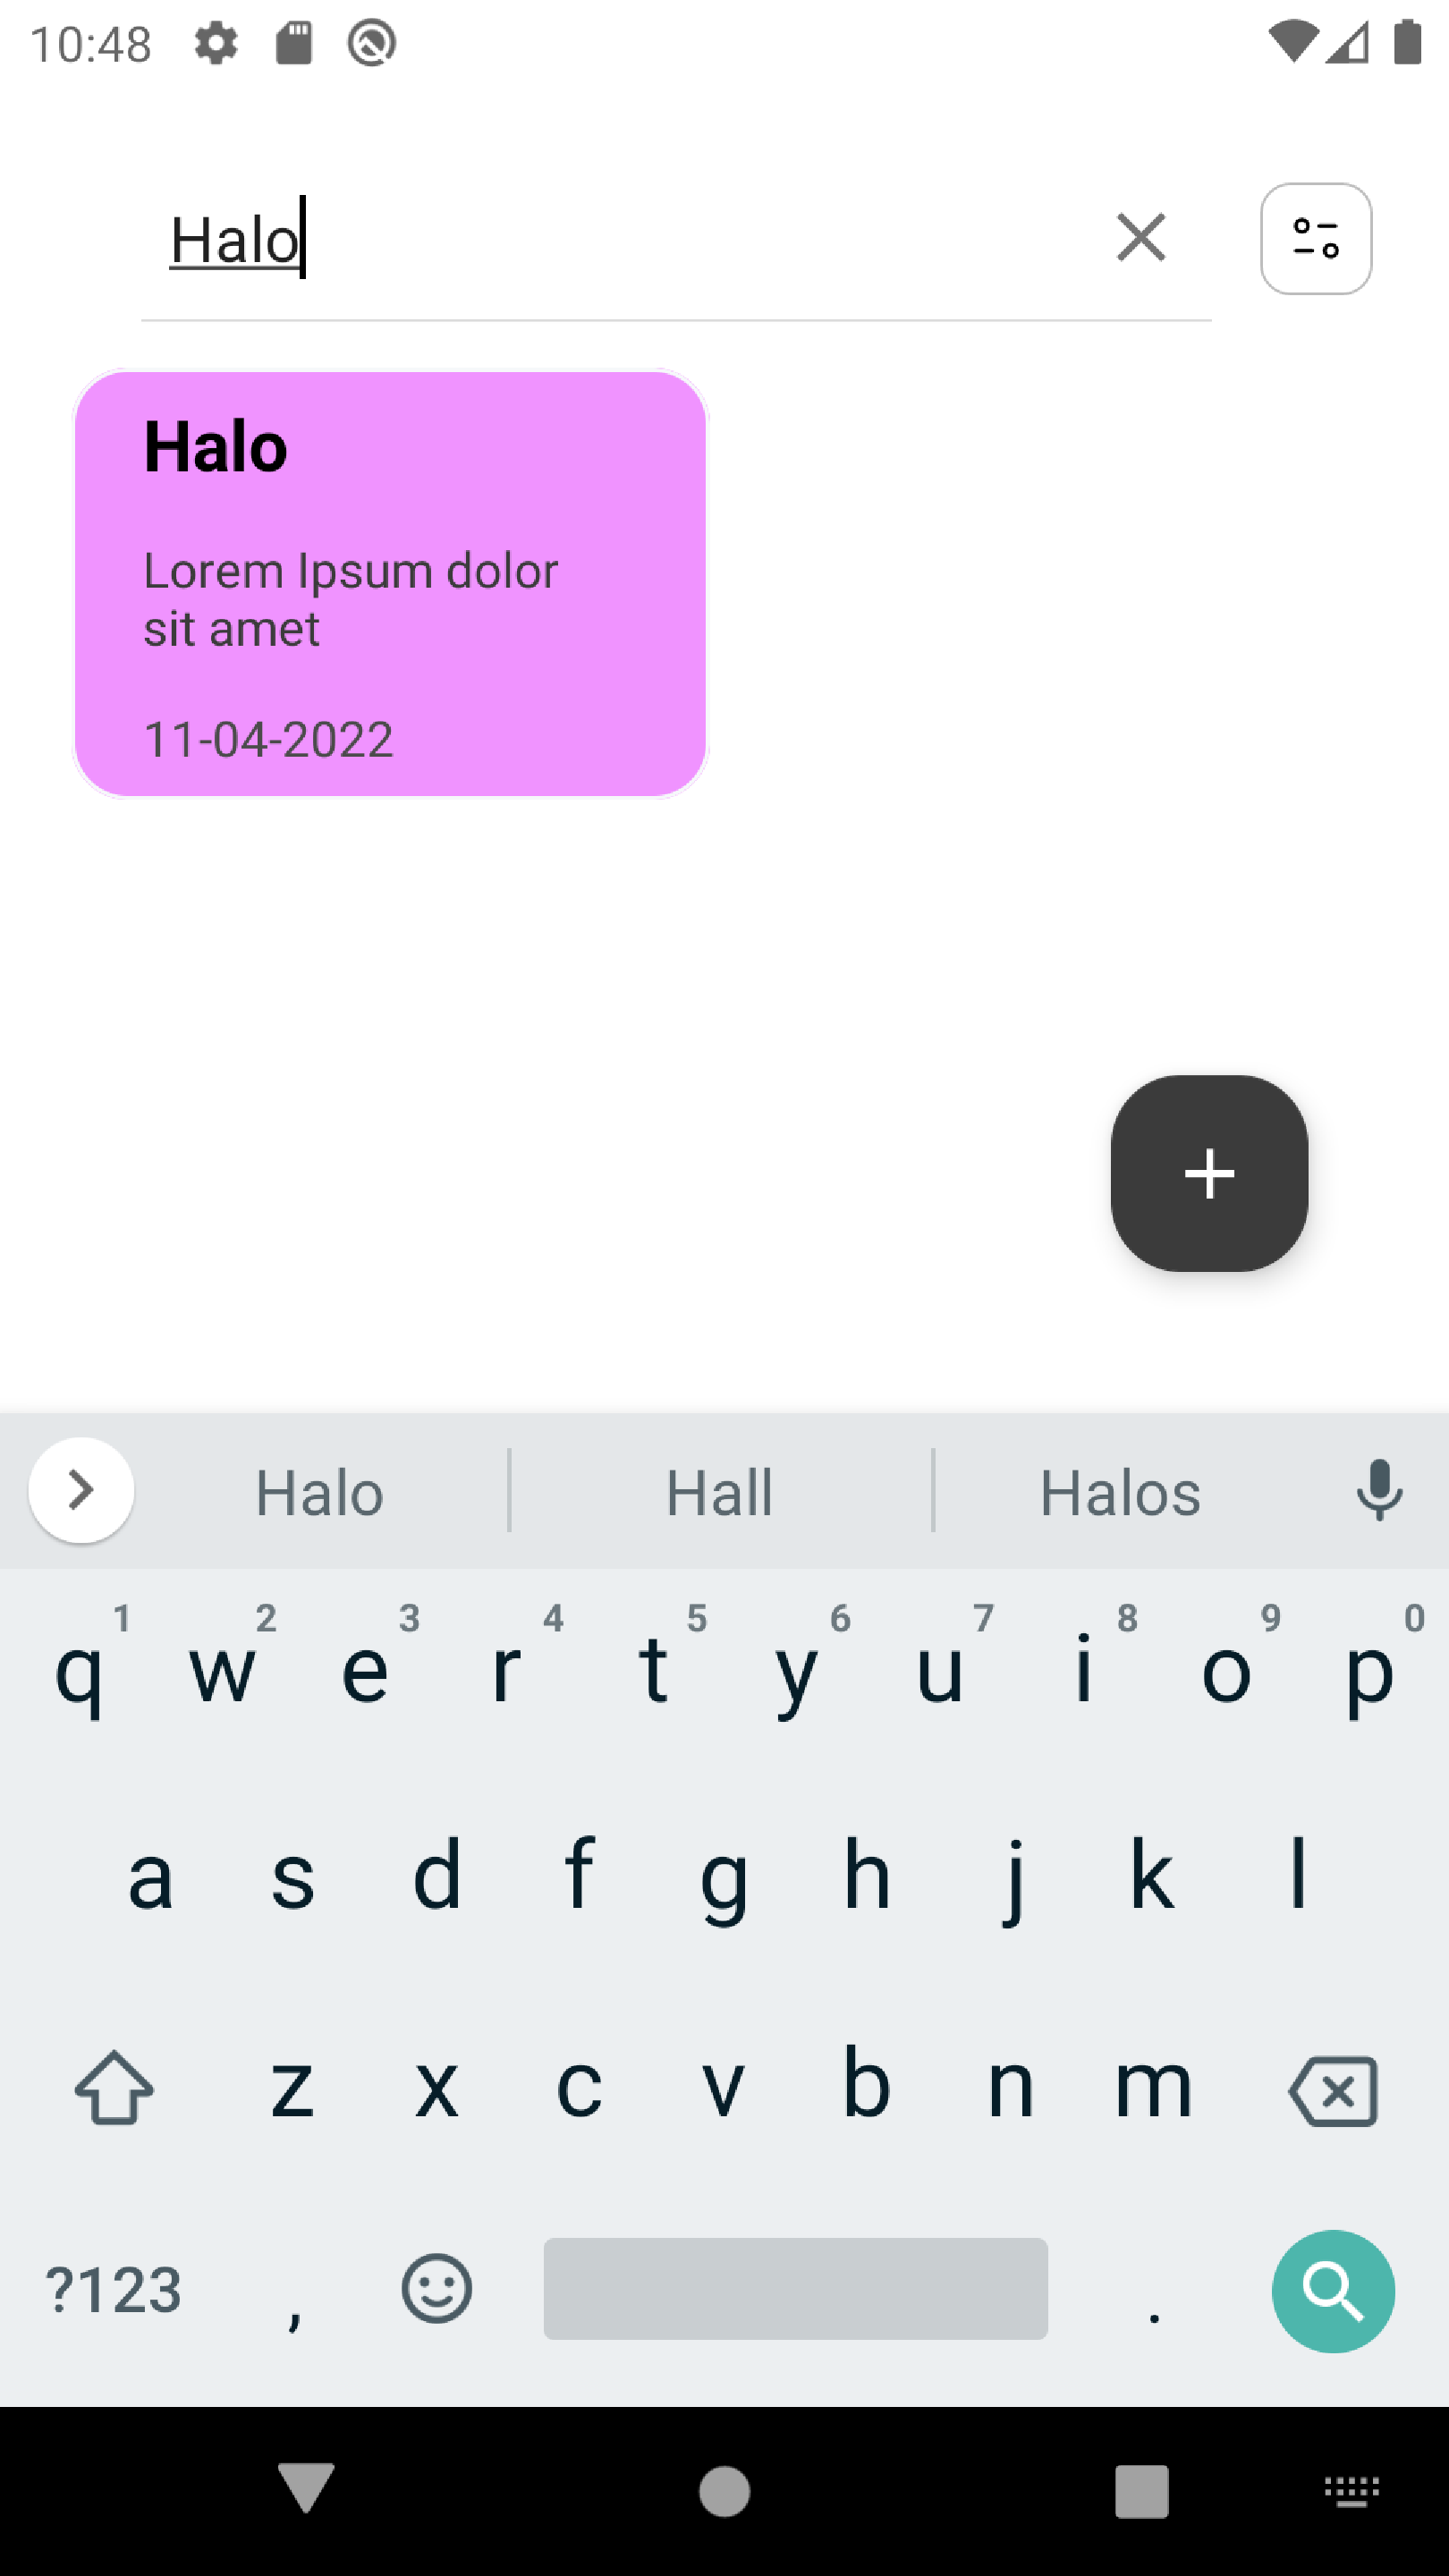 10:48
Halo
Halo
Lorem Ipsum dolor
sit amet
11-04-2022
Halo Hall Halos
1 2 3 4 5 6 7 8 9 0
q w e r t y u i o p
a s d f g h j k l
z x c v b n m
?123 , .